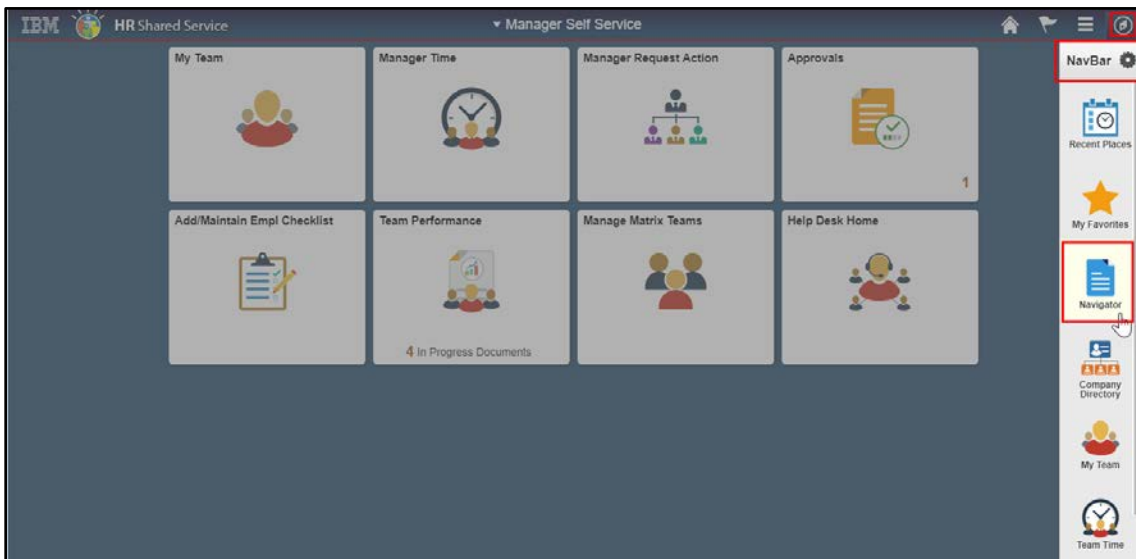 IBM HR Shared Service
Manager Self Service
NavBar
My Team
Manager Time
Manager Request Action
Approvals
1
Add/Maintain Empl Checklist
Team Performance
Manage Matrix Teams
Help Desk Home
4 In Progress Documents
Recent Places
My Favorites
Navigator
Company
Directory
My Team
Team Time